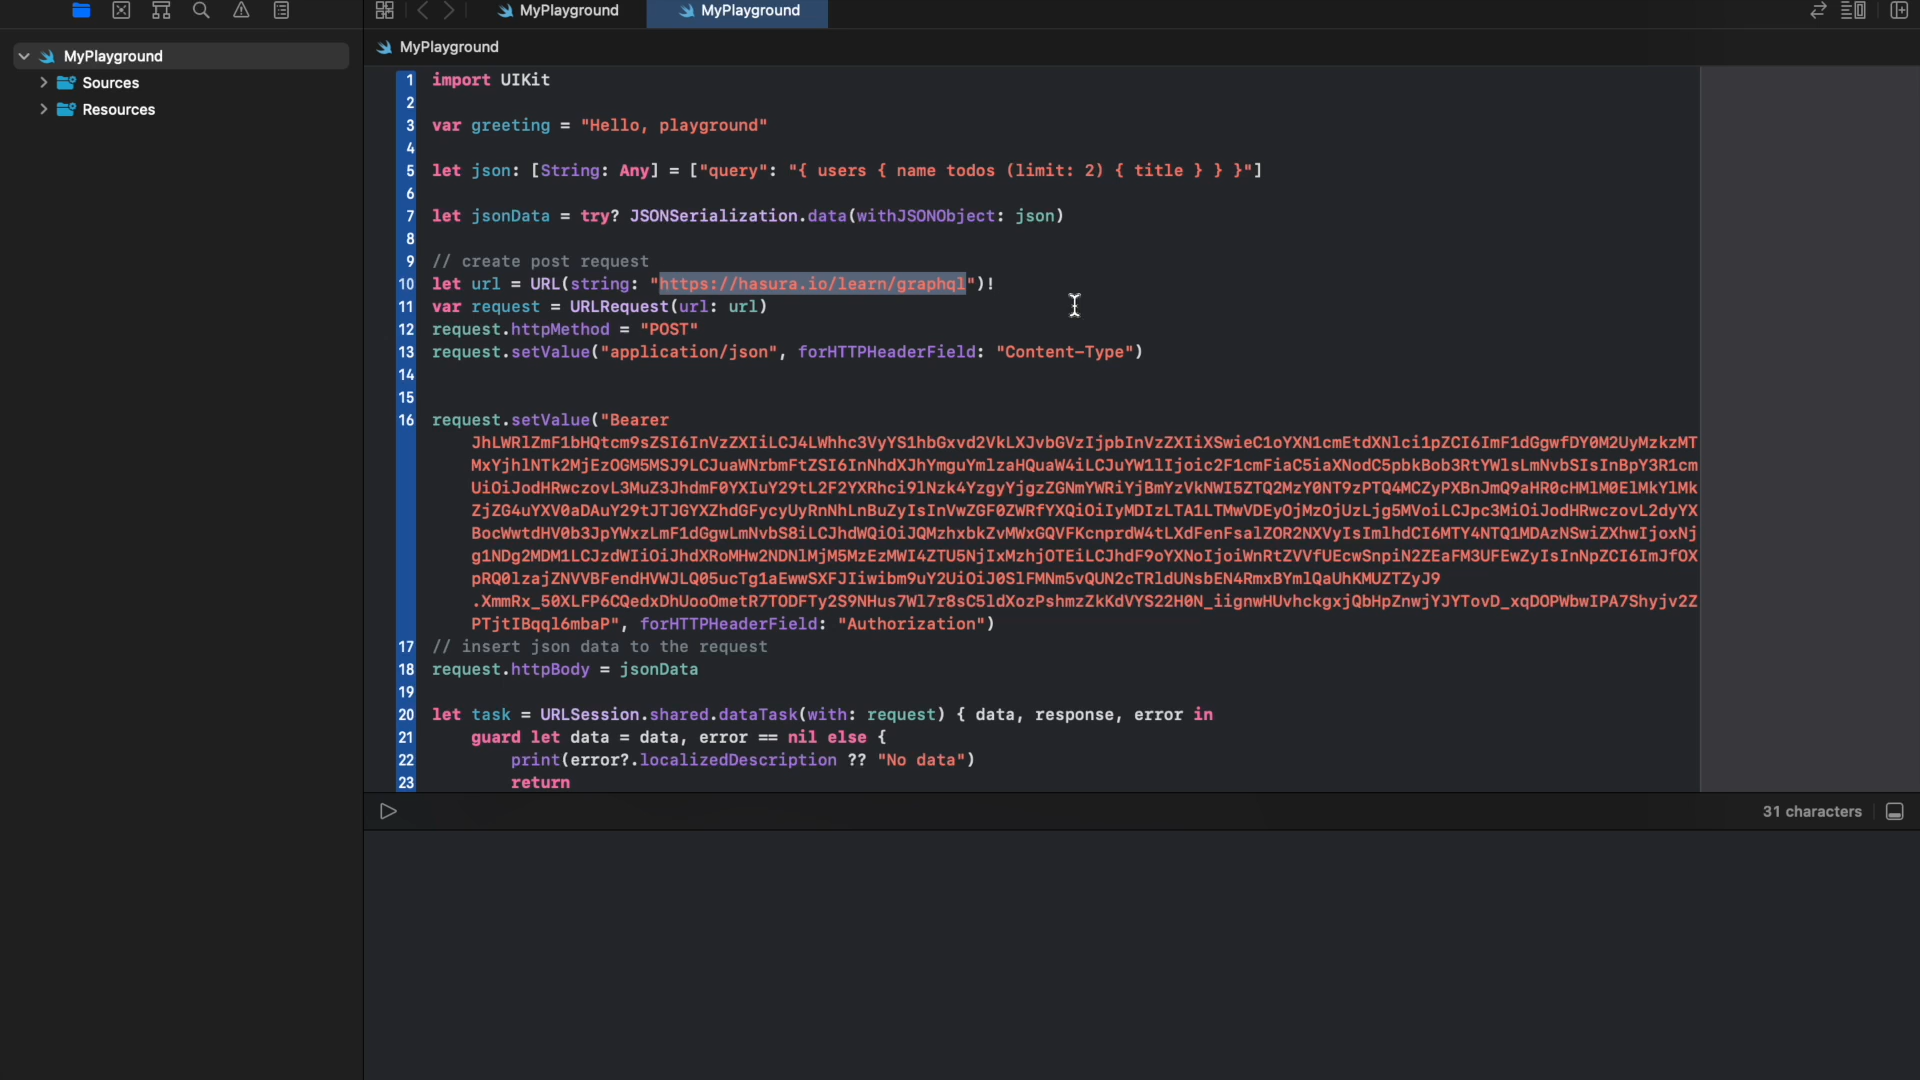 MyPlayground
MyPlayground
MyPlayground
Sources
Resources
MyPlayground
1 import UIKit
2
3 var greeting = "Hello, playground"
4
5 let json: [String: Any] = ["query": "{ users { name todos (limit: 2) { title } } }"]
6
7 let jsonData = try? JSONSerialization.data(withJSONObject: json)
8
9 // create post request
10 let url = URL(string: "https://hasura.io/learn/graphql")!
11 var request = URLRequest(url: url)
12 request.httpMethod = "POST"
13 request.setValue("application/json", forHTTPHeaderField: "Content-Type")
14
15
16 request.setValue("Bearer
PTjtIBqql6mbaP", forHTTPHeaderField: "Authorization")
17 // insert json data to the request
18 request.httpBody = jsonData
19
20 let task = URLSession.shared.dataTask(with: request) { data, response, error in
21 guard let data = data, error == nil else {
22 print(error?.localizedDescription ?? "No data")
23 return
31 characters